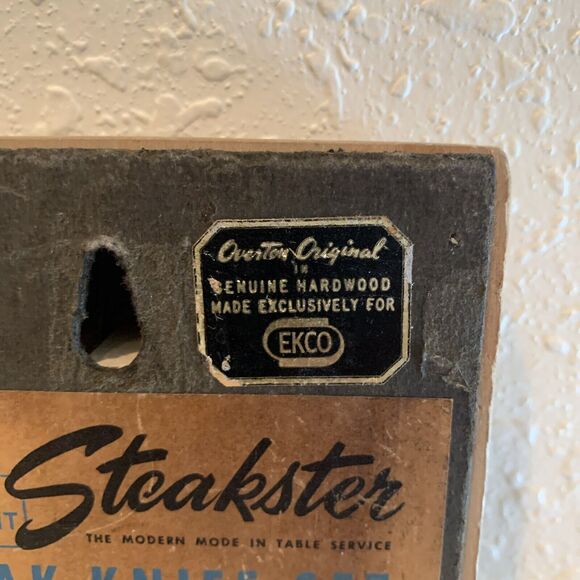 Overton Original
IN
GENUINE HARDWOOD
MADE EXCLUSIVELY FOR
EKCO
Steakster
THE MODERN MODE IN TABLE SERVICE